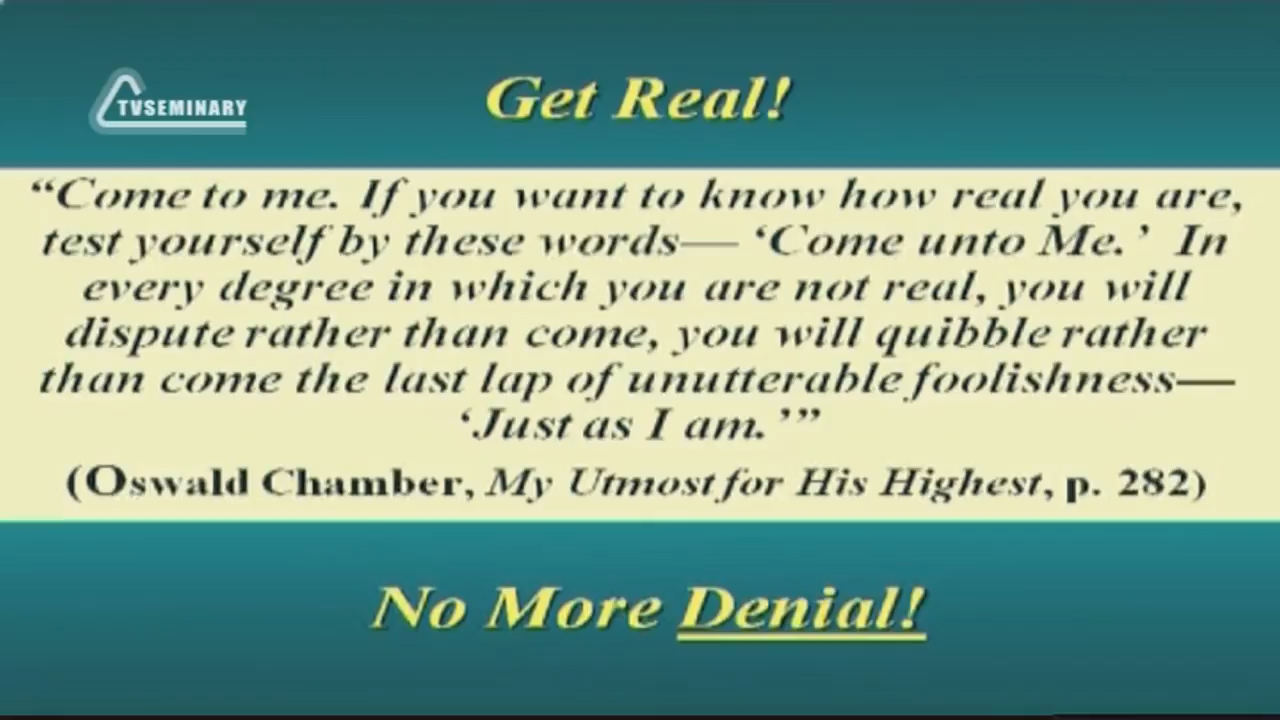 TVSEMINARY
Get Real!
“Come to me. If you want to know how real you are,
test yourself by these words— ‘Come unto Me.’ In
every degree in which you are not real, you will
dispute rather than come, you will quibble rather
than come the last lap of unutterable foolishness—
‘Just as I am.’”
(Oswald Chamber, My Utmost for His Highest, p. 282)
No More Denial!